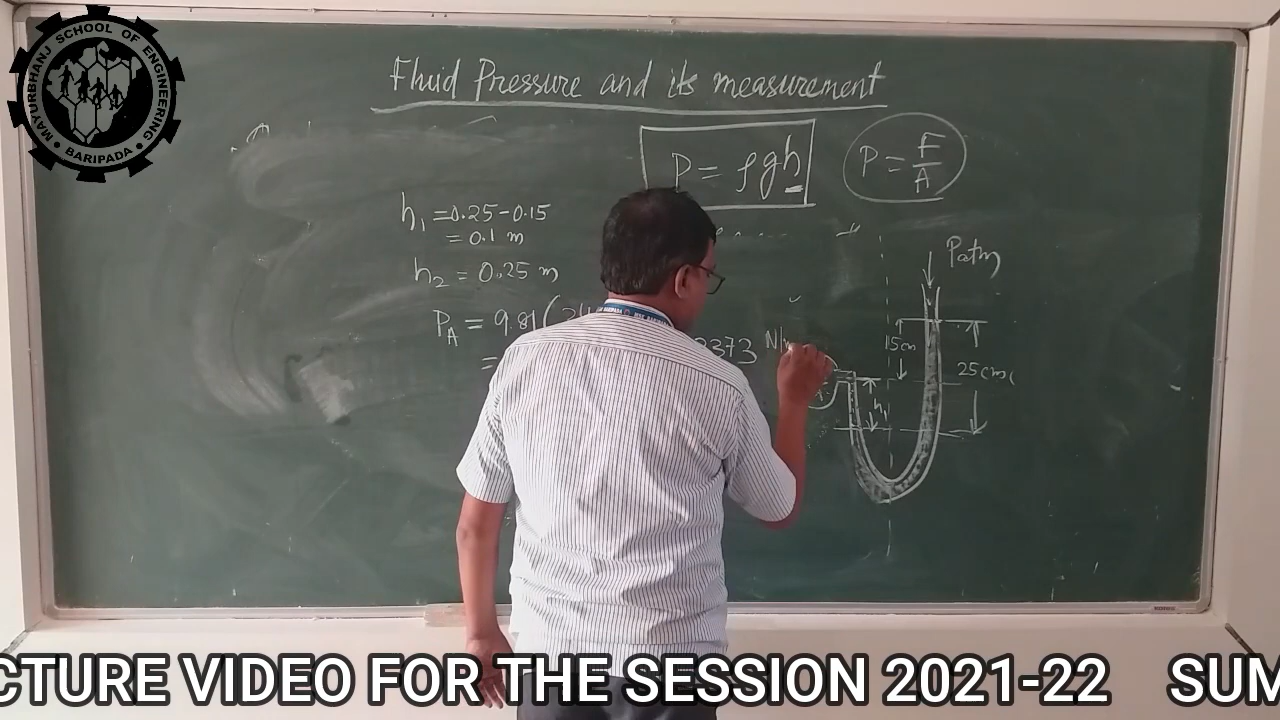 MAYURBHANJ SCHOOL OF ENGINEERING
• BARIPADA •
Fluid Pressure and its measurement
P = ρgh
P = F/A
h₁ = 0.25 - 0.15
= 0.1 m
h₂ = 0.25 m
Patm
P_A = 9.81 (
=
2373 N/
15cm
25cm
h₁
CTURE VIDEO FOR THE SESSION 2021-22 SUM